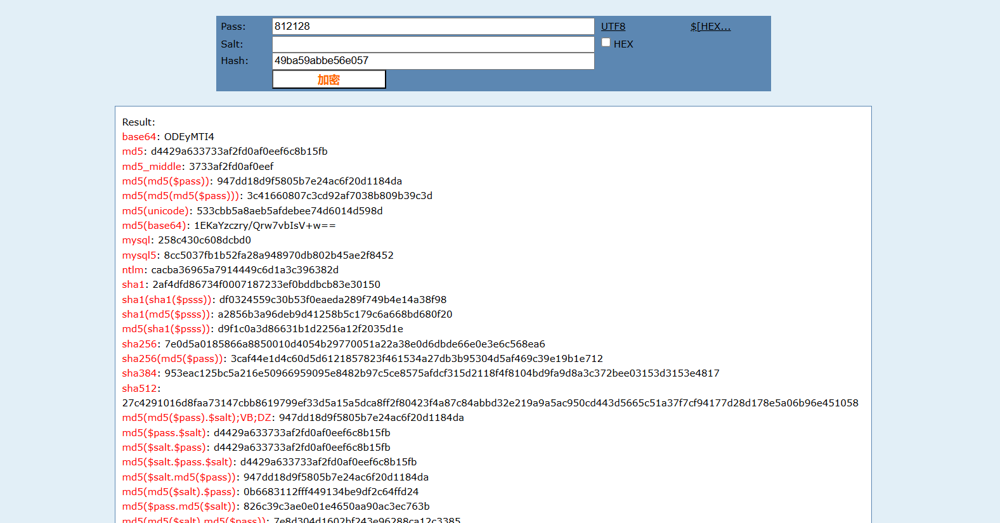 Pass: 812128 UTF8 $[HEX...
Salt: HEX
Hash: 49ba59abbe56e057
加密
Result:
base64: ODEyMTI4
md5: d4429a633733af2fd0af0eef6c8b15fb
md5_middle: 3733af2fd0af0eef
md5(md5($pass)): 947dd18d9f5805b7e24ac6f20d1184da
md5(md5(md5($pass))): 3c41660807c3cd92af7038b809b39c3d
md5(unicode): 533cbb5a8aeb5afdebee74d6014d598d
md5(base64): 1EKaYzczry/Qrw7vbIsV+w==
mysql: 258c430c608dcbd0
mysql5: 8cc5037fb1b52fa28a948970db802b45ae2f8452
ntlm: cacba36965a7914449c6d1a3c396382d
sha1: 2af4dfd86734f0007187233ef0bddbcb83e30150
sha1(sha1($psss)): df0324559c30b53f0eaeda289f749b4e14a38f98
sha1(md5($psss)): a2856b3a96deb9d41258b5c179c6a668bd680f20
md5(sha1($psss)): d9f1c0a3d86631b1d2256a12f2035d1e
sha256: 7e0d5a0185866a8850010d4054b29770051a22a38e0d6dbde66e0e3e6c568ea6
sha256(md5($pass)): 3caf44e1d4c60d5d6121857823f461534a27db3b95304d5af469c39e19b1e712
sha384: 953eac125bc5a216e50966959095e8482b97c5ce8575afdcf315d2118f4f8104bd9fa9d8a3c372bee03153d3153e4817
sha512:
27c4291016d8faa73147cbb8619799ef33d5a15a5dca8ff2f80423f4a87c84abbd32e219a9a5ac950cd443d5665c51a37f7cf94177d28d178e5a06b96e451058
md5(md5($pass).$salt);VB;DZ: 947dd18d9f5805b7e24ac6f20d1184da
md5($pass.$salt): d4429a633733af2fd0af0eef6c8b15fb
md5($salt.$pass): d4429a633733af2fd0af0eef6c8b15fb
md5($salt.$pass.$salt): d4429a633733af2fd0af0eef6c8b15fb
md5($salt.md5($pass)): 947dd18d9f5805b7e24ac6f20d1184da
md5(md5($salt).$pass): 0b6683112fff449134be9df2c64ffd24
md5($pass.md5($salt)): 826c39c3ae0e01e4650aa90ac3ec763b
md5(md5($salt).md5($pass)): 7e8d304d1602bf243e96288ca12c3385